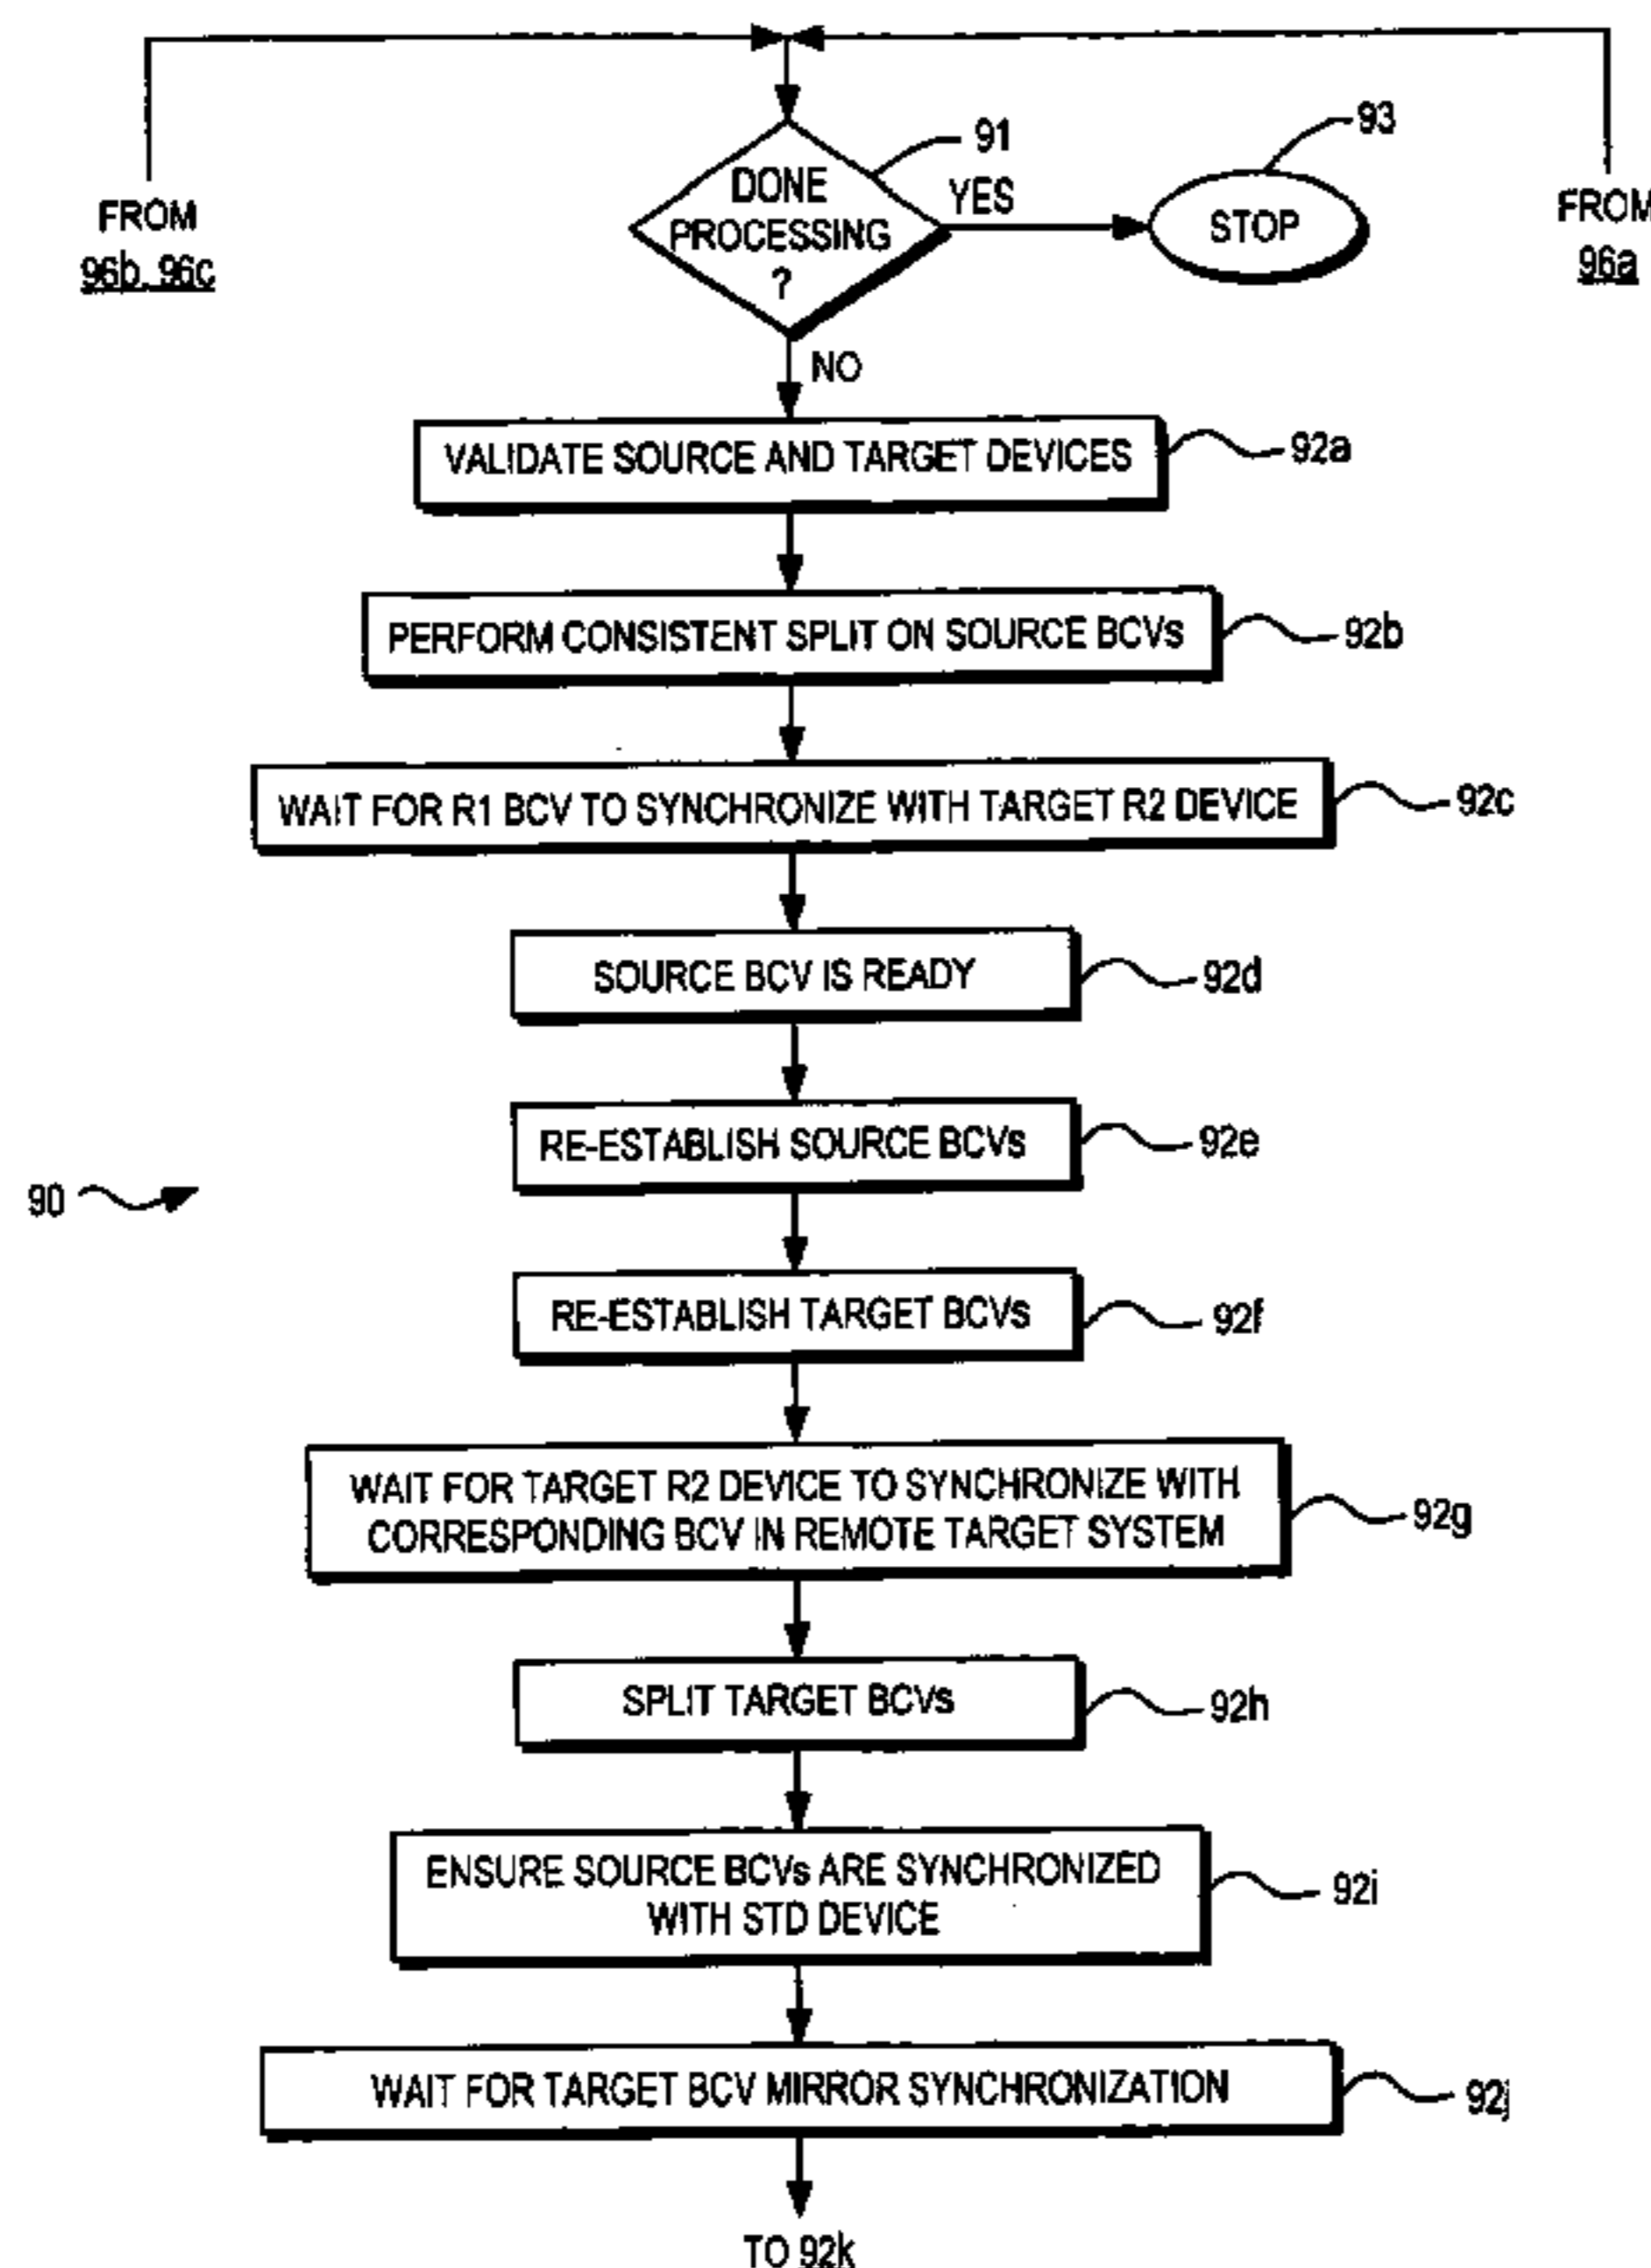 91
93
DONE
PROCESSING
?
YES
STOP
FROM
96b, 96c
FROM
96a
NO
VALIDATE SOURCE AND TARGET DEVICES
92a
PERFORM CONSISTENT SPLIT ON SOURCE BCVs
92b
WAIT FOR R1 BCV TO SYNCHRONIZE WITH TARGET R2 DEVICE
92c
SOURCE BCV IS READY
92d
RE-ESTABLISH SOURCE BCVs
92e
90
RE-ESTABLISH TARGET BCVs
92f
WAIT FOR TARGET R2 DEVICE TO SYNCHRONIZE WITH
CORRESPONDING BCV IN REMOTE TARGET SYSTEM
92g
SPLIT TARGET BCVs
92h
ENSURE SOURCE BCVs ARE SYNCHRONIZED
WITH STD DEVICE
92i
WAIT FOR TARGET BCV MIRROR SYNCHRONIZATION
92j
TO 92k